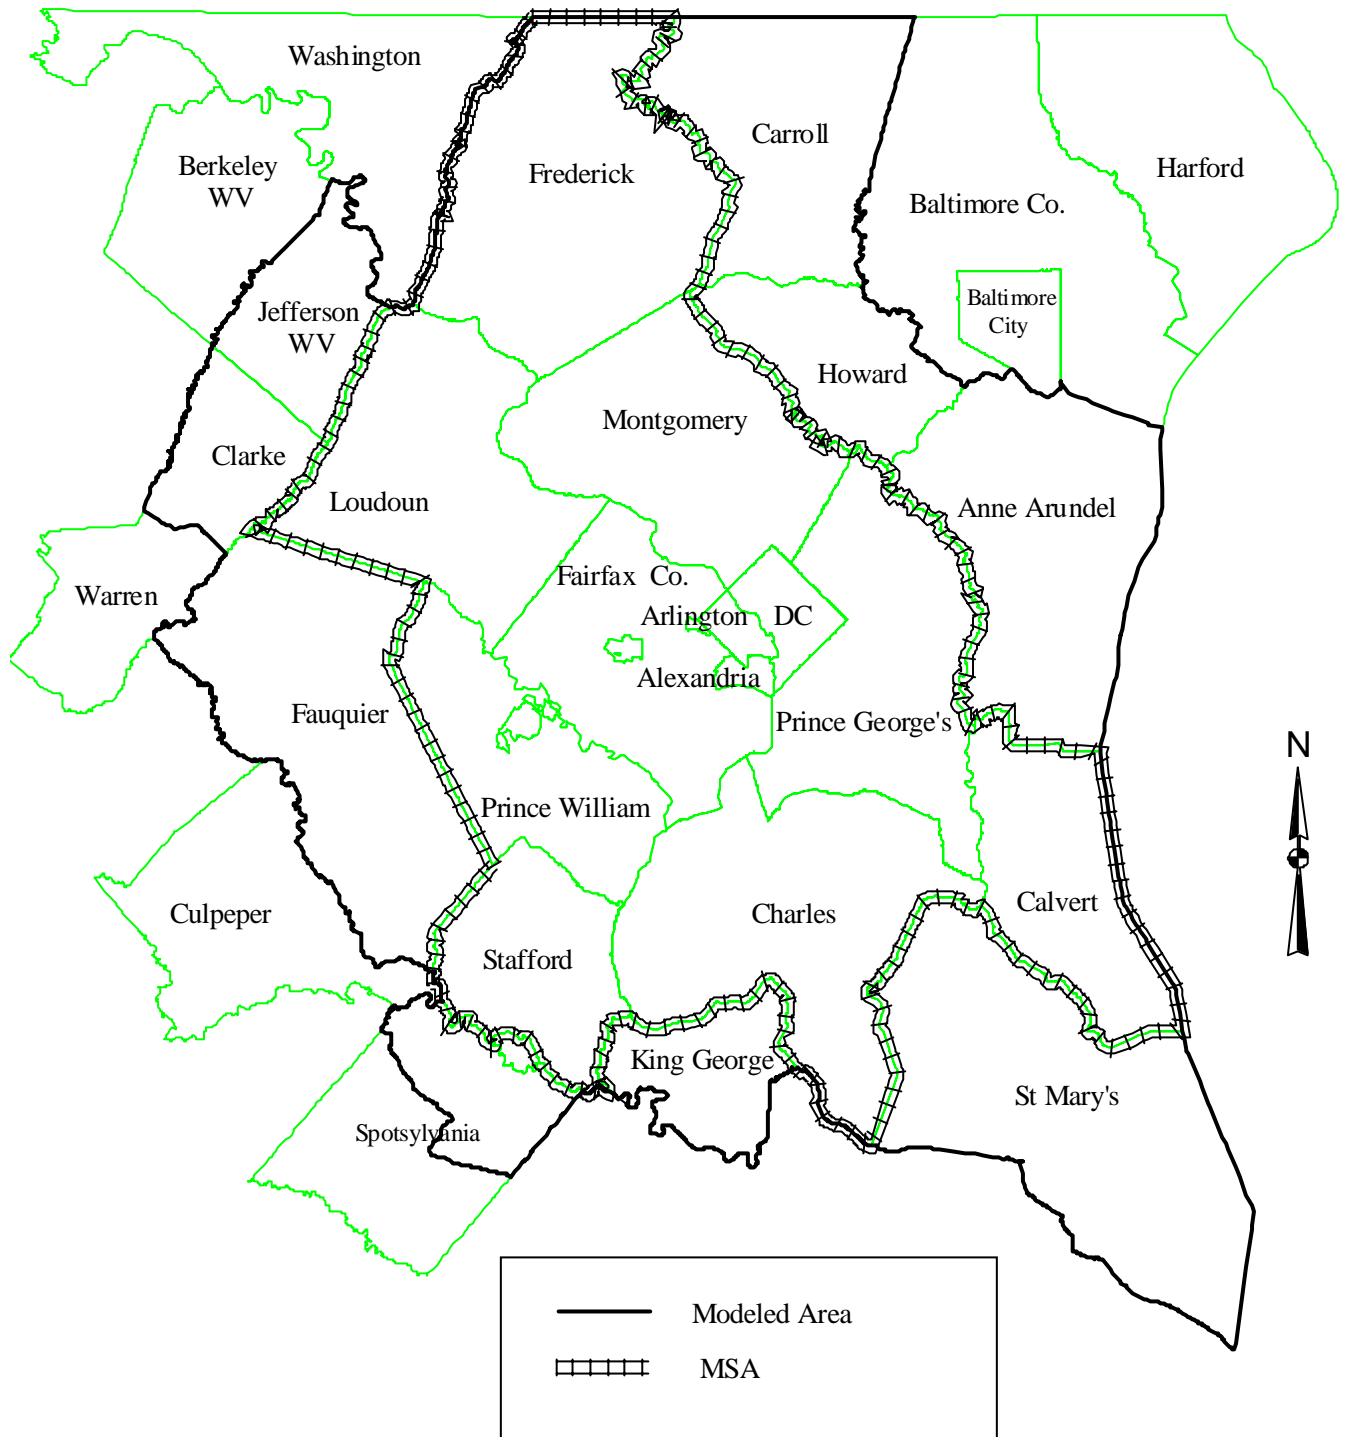 Washington
Carroll
Berkeley
WV
Frederick
Harford
Baltimore Co.
Jefferson
WV
Baltimore
City
Howard
Montgomery
Clarke
Loudoun
Anne Arundel
Fairfax Co.
Warren
Arlington
DC
Alexandria
Fauquier
Prince George's
N
Prince William
Culpeper
Charles
Calvert
Stafford
King George
St Mary's
Spotsylvania
Modeled Area
MSA